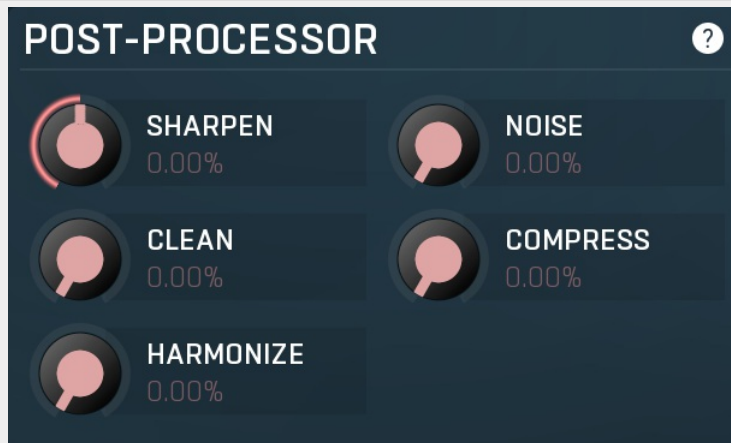 POST-PROCESSOR
?
SHARPEN
0.00%
NOISE
0.00%
CLEAN
0.00%
COMPRESS
0.00%
HARMONIZE
0.00%